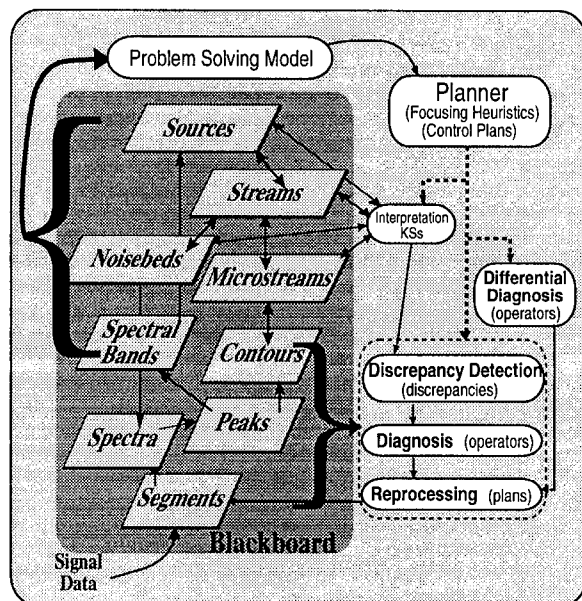 Problem Solving Model
Planner
(Focusing Heuristics)
(Control Plans)
Sources
Streams
Interpretation
KSs
Noisebeds
Microstreams
Differential
Diagnosis
(operators)
Spectral
Bands
Contours
Discrepancy Detection
(discrepancies)
Peaks
Spectra
Diagnosis (operators)
Segments
Reprocessing (plans)
Blackboard
Signal
Data